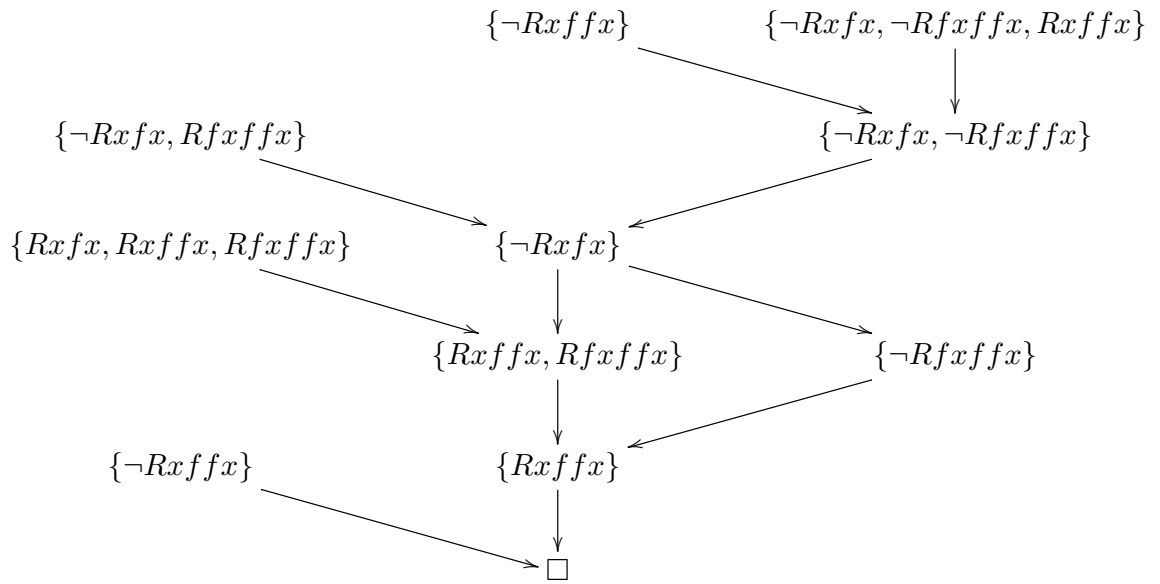 {¬Rxffx} {¬Rxfx, ¬Rfxffx, Rxffx}
{¬Rxfx, Rfxffx} {¬Rxfx, ¬Rfxffx}
{Rxfx, Rxffx, Rfxffx} {¬Rxfx}
{Rxffx, Rfxffx} {¬Rfxffx}
{¬Rxffx} {Rxffx}
□